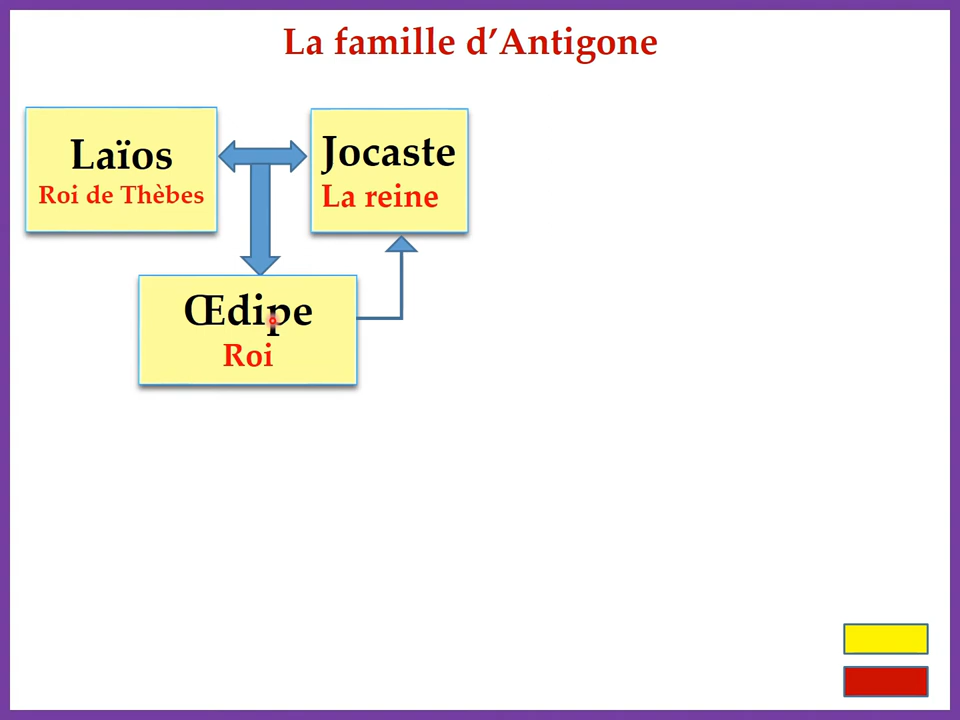 La famille d’Antigone
Laïos
Roi de Thèbes
Jocaste
La reine
Œdipe
Roi